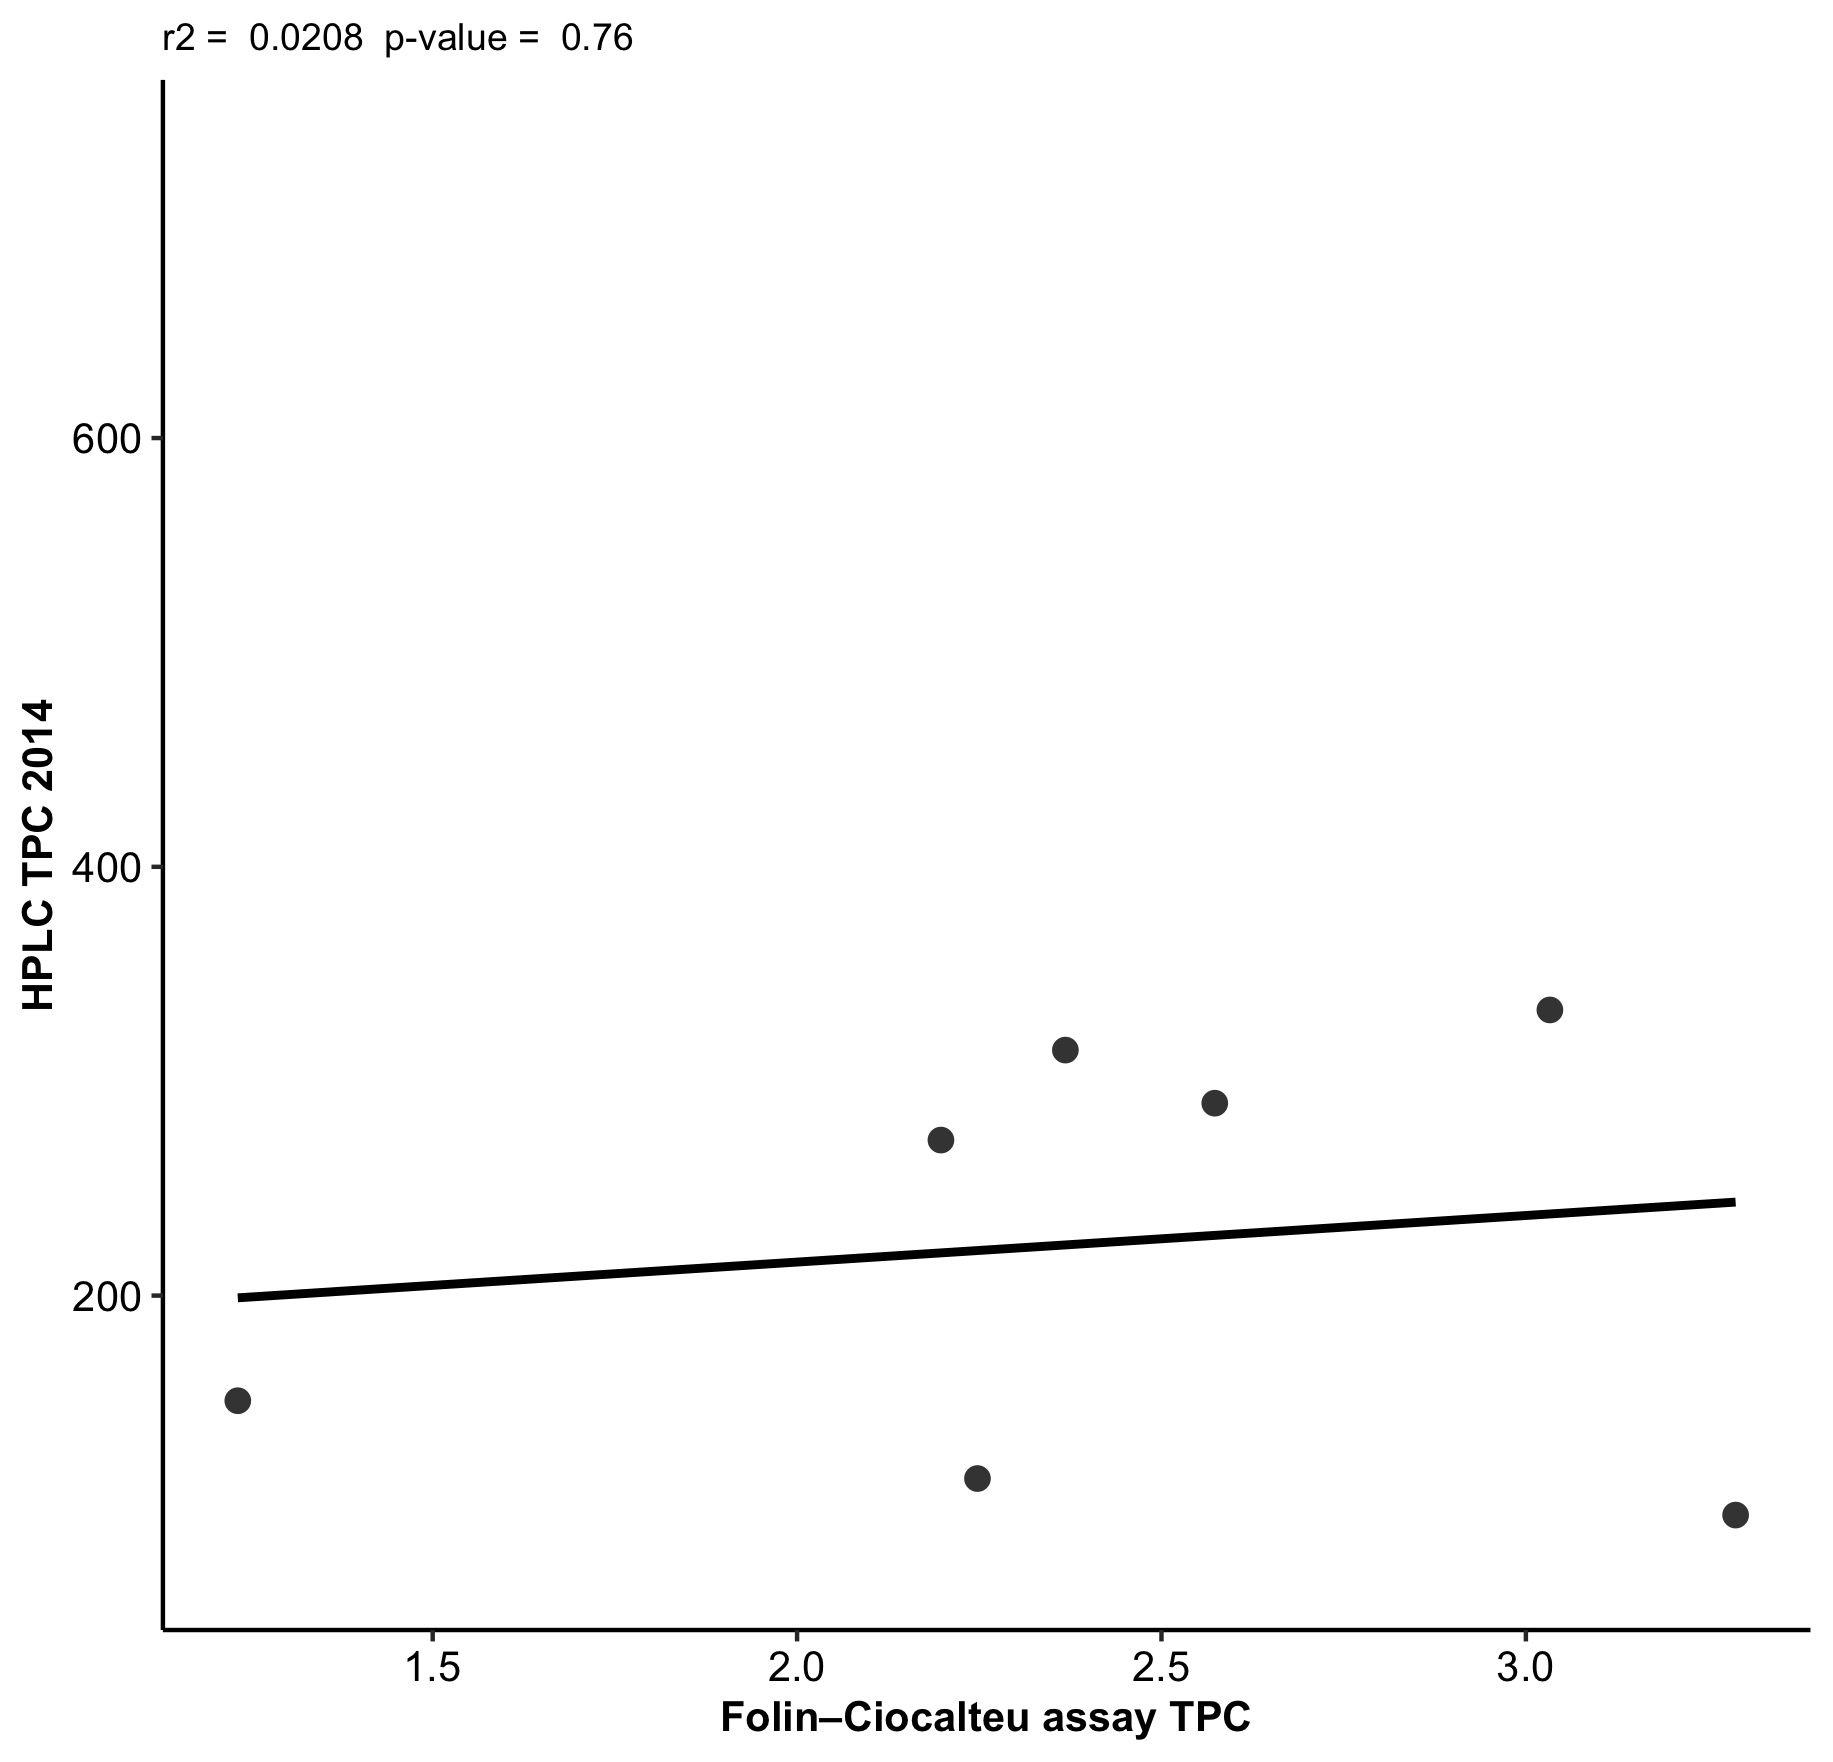 r2 = 0.0208 p-value = 0.76
600
400
200
HPLC TPC 2014
1.5 2.0 2.5 3.0
Folin–Ciocalteu assay TPC